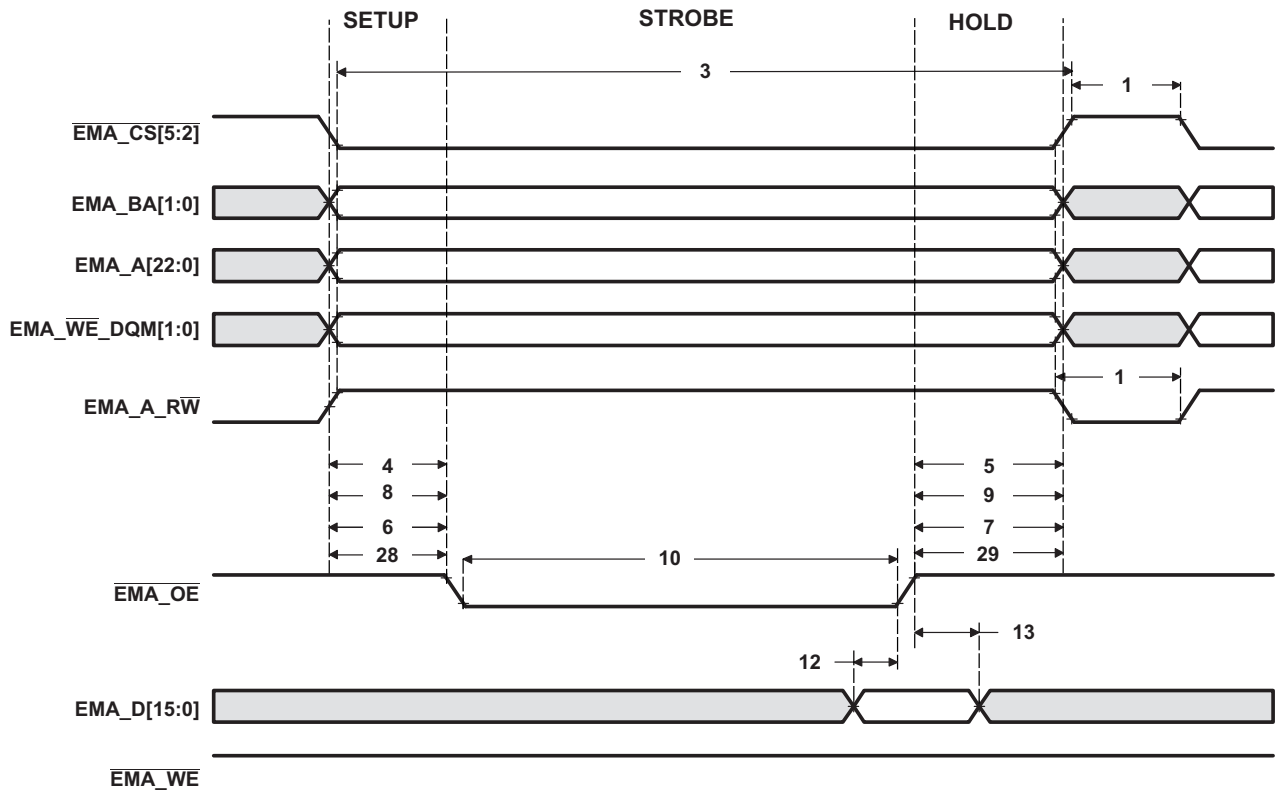 SETUP STROBE HOLD
3
1
EMA_CS[5:2]
EMA_BA[1:0]
EMA_A[22:0]
EMA_WE_DQM[1:0]
1
EMA_A_RW
4 5
8 9
6 7
28 10 29
EMA_OE
13
12
EMA_D[15:0]
EMA_WE